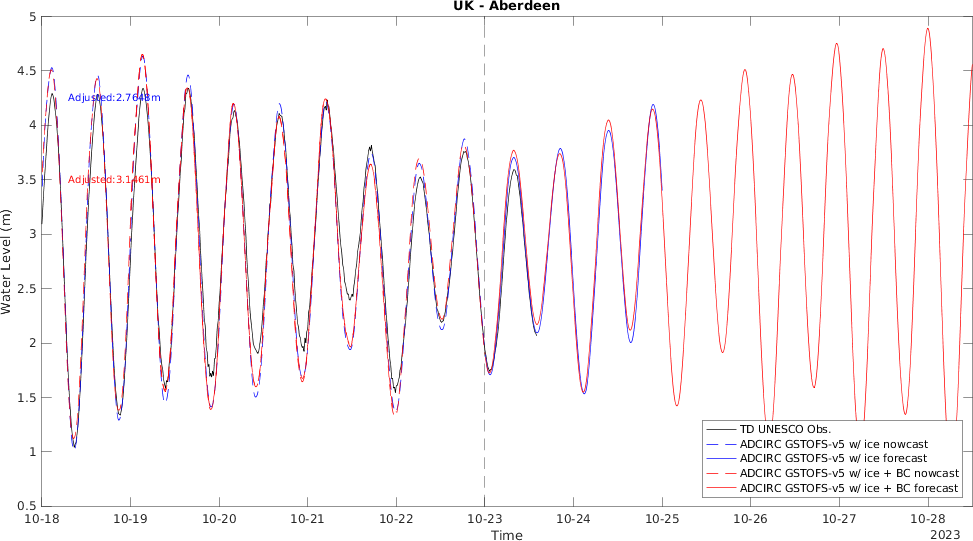 UK - Aberdeen
5
4.5
4
3.5
3
2.5
2
1.5
1
0.5
Water Level (m)
Adjusted:2.7648m
Adjusted:3.1461m
TD UNESCO Obs.
ADCIRC GSTOFS-v5 w/ ice nowcast
ADCIRC GSTOFS-v5 w/ ice forecast
ADCIRC GSTOFS-v5 w/ ice + BC nowcast
ADCIRC GSTOFS-v5 w/ ice + BC forecast
10-18 10-19 10-20 10-21 10-22 10-23 10-24 10-25 10-26 10-27 10-28
Time
2023